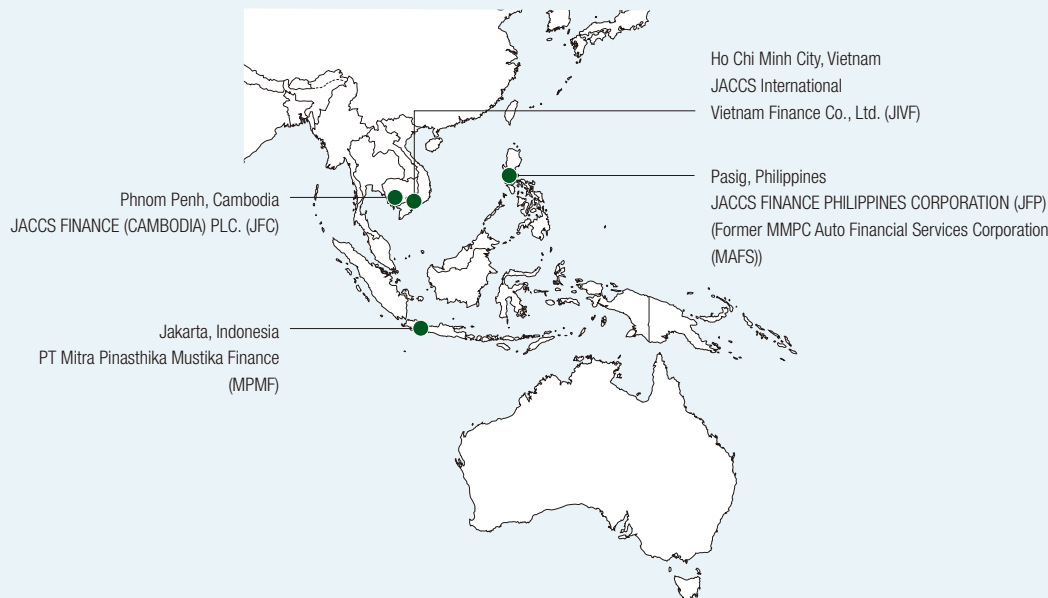 Ho Chi Minh City, Vietnam
JACCS International
Vietnam Finance Co., Ltd. (JIVF)
Pasig, Philippines
JACCS FINANCE PHILIPPINES CORPORATION (JFP)
(Former MMPC Auto Financial Services Corporation
(MAFS))
Phnom Penh, Cambodia
JACCS FINANCE (CAMBODIA) PLC. (JFC)
Jakarta, Indonesia
PT Mitra Pinasthika Mustika Finance
(MPMF)